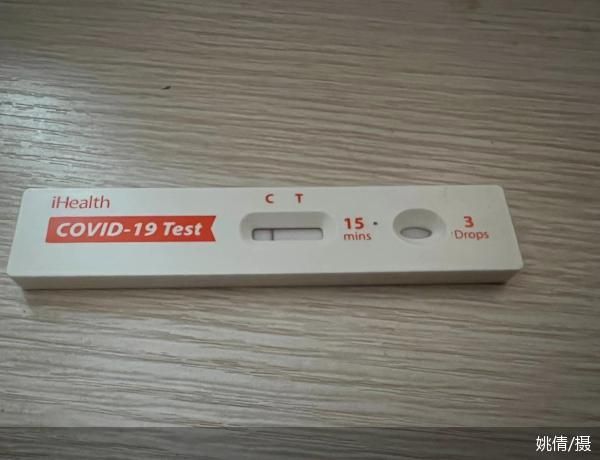 iHealth
COVID-19 Test
C T
15
mins
3
Drops
姚倩/摄